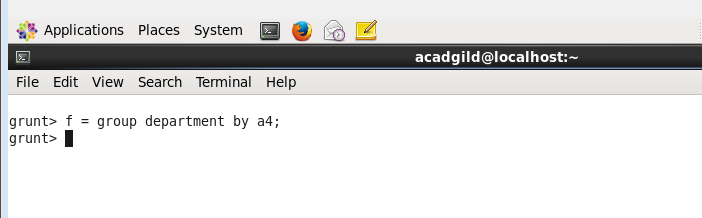 Applications Places System
acadgild@localhost:~
File Edit View Search Terminal Help
grunt> f = group department by a4;
grunt>